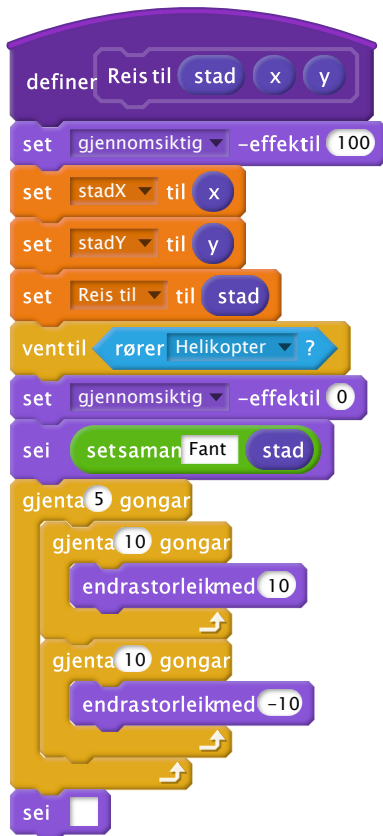 definer Reis til stad x y
set gjennomsiktig -effekt til 100
set stadX til x
set stadY til y
set Reis til til stad
vent til rører Helikopter ?
set gjennomsiktig -effekt til 0
sei set saman Fant stad
gjenta 5 gongar
gjenta 10 gongar
endra storleik med 10
gjenta 10 gongar
endra storleik med -10
sei